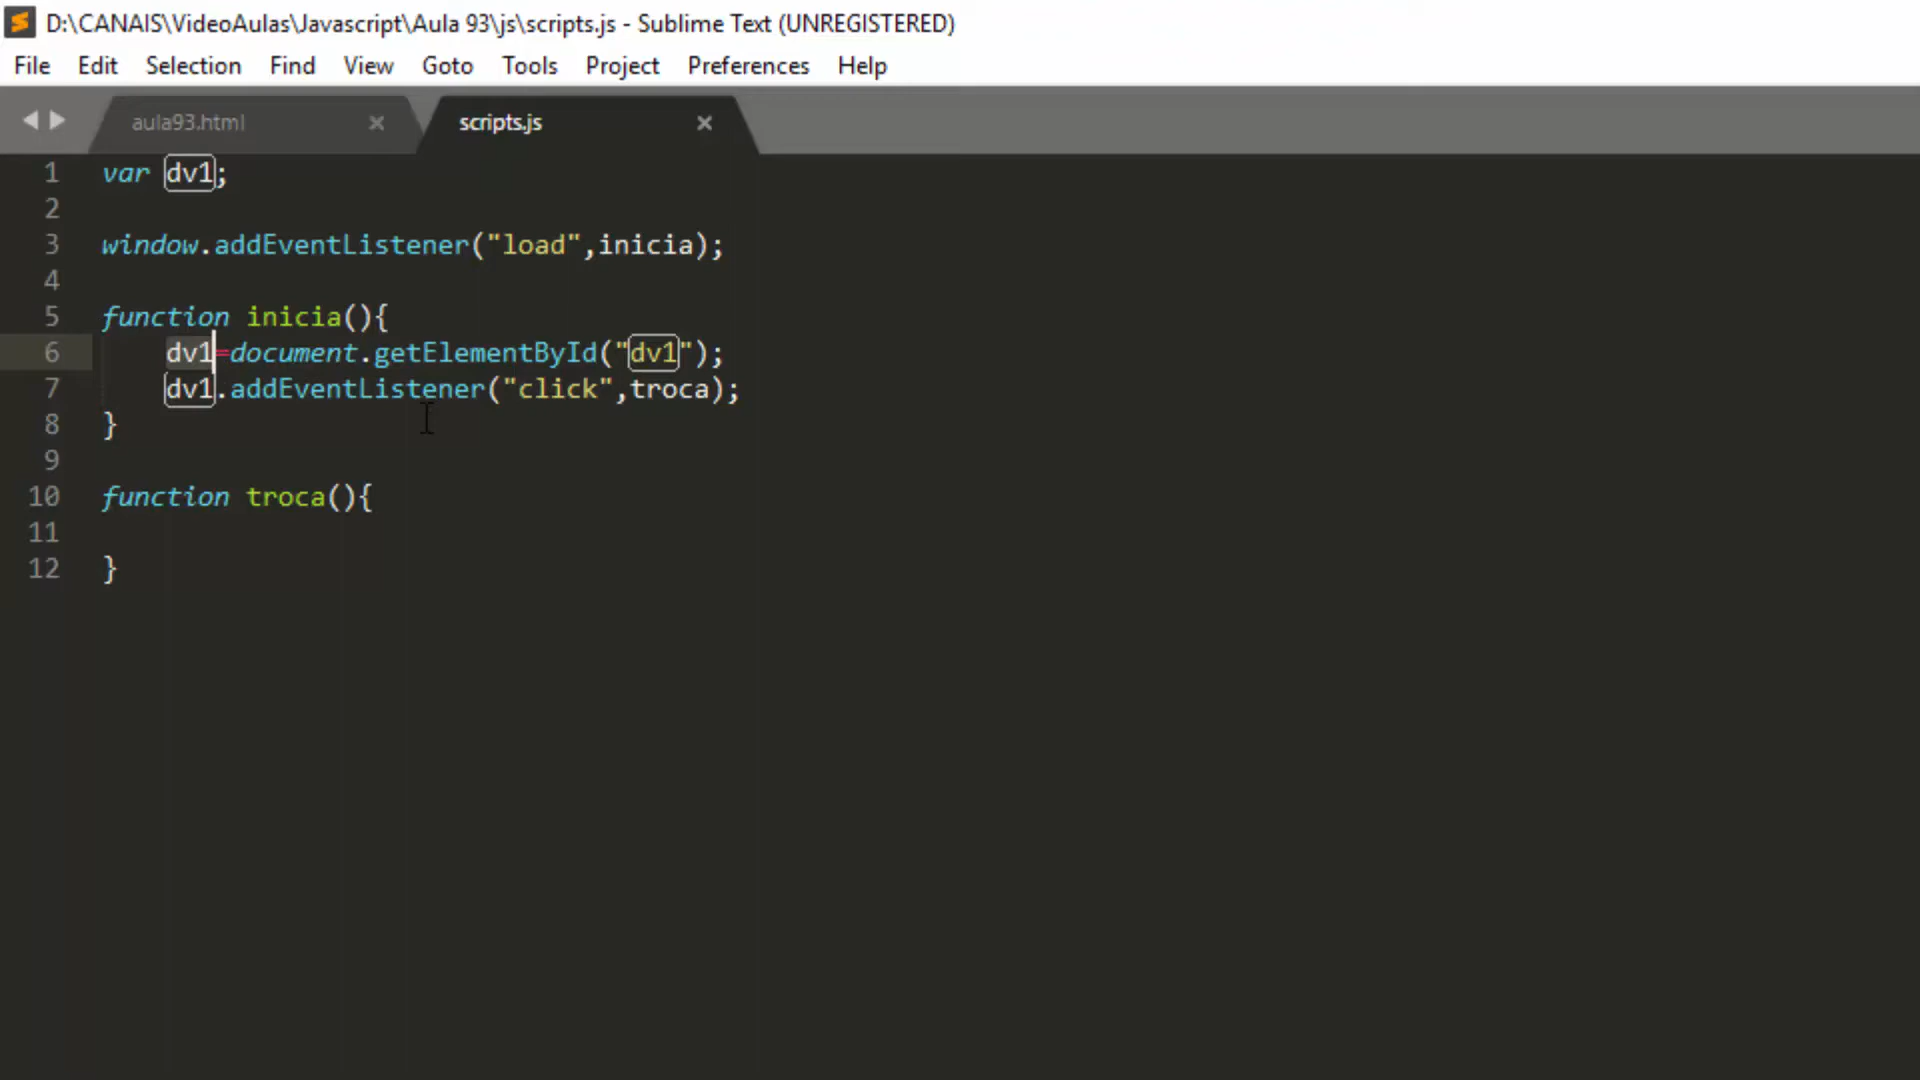 D:\CANAIS\VideoAulas\Javascript\Aula 93\js\scripts.js - Sublime Text (UNREGISTERED)
File Edit Selection Find View Goto Tools Project Preferences Help
aula93.html × scripts.js ×
1 var dv1;
2
3 window.addEventListener("load",inicia);
4
5 function inicia(){
6 dv1=document.getElementById("dv1");
7 dv1.addEventListener("click",troca);
8 }
9
10 function troca(){
11
12 }